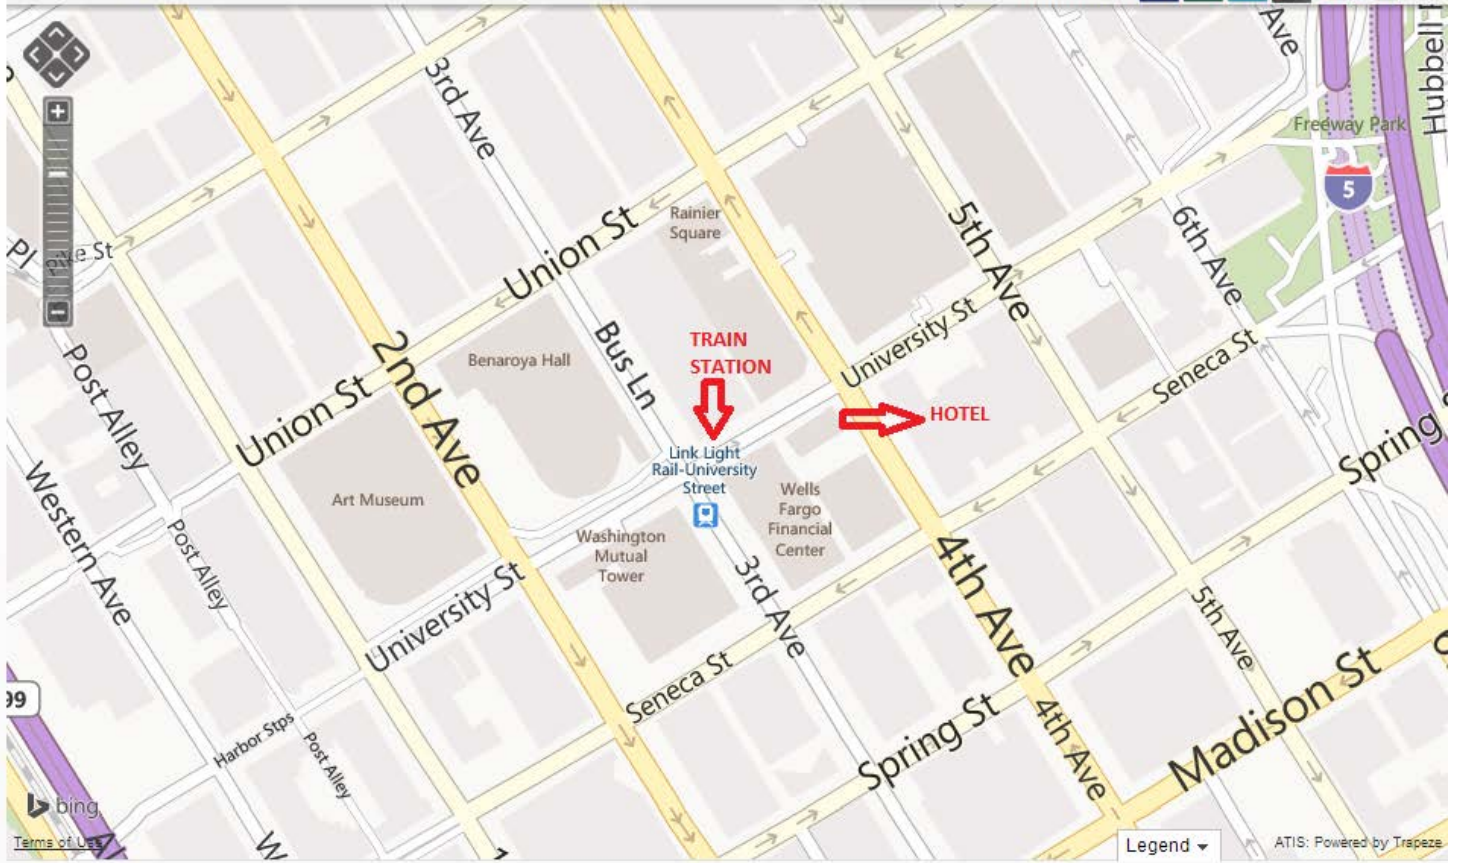 Ave
Hubbell
3rd Ave
Freeway Park
5
Rainier
Square
5th Ave
6th Ave
Union St
Pl
Pike St
TRAIN
STATION
University St
Bus Ln
Benaroya Hall
2nd Ave
Post Alley
HOTEL
Seneca St
Spring
Union St
Link Light
Rail-University
Street
Wells
Fargo
Financial
Center
Art Museum
Western Ave
Post Alley
Washington
Mutual
Tower
University St
3rd Ave
4th Ave
5th Ave
Seneca St
Madison St
99
Harbor Stps
Post Alley
Spring St
4th Ave
bing
Terms of Use
Legend
ATIS: Powered by Trapeze